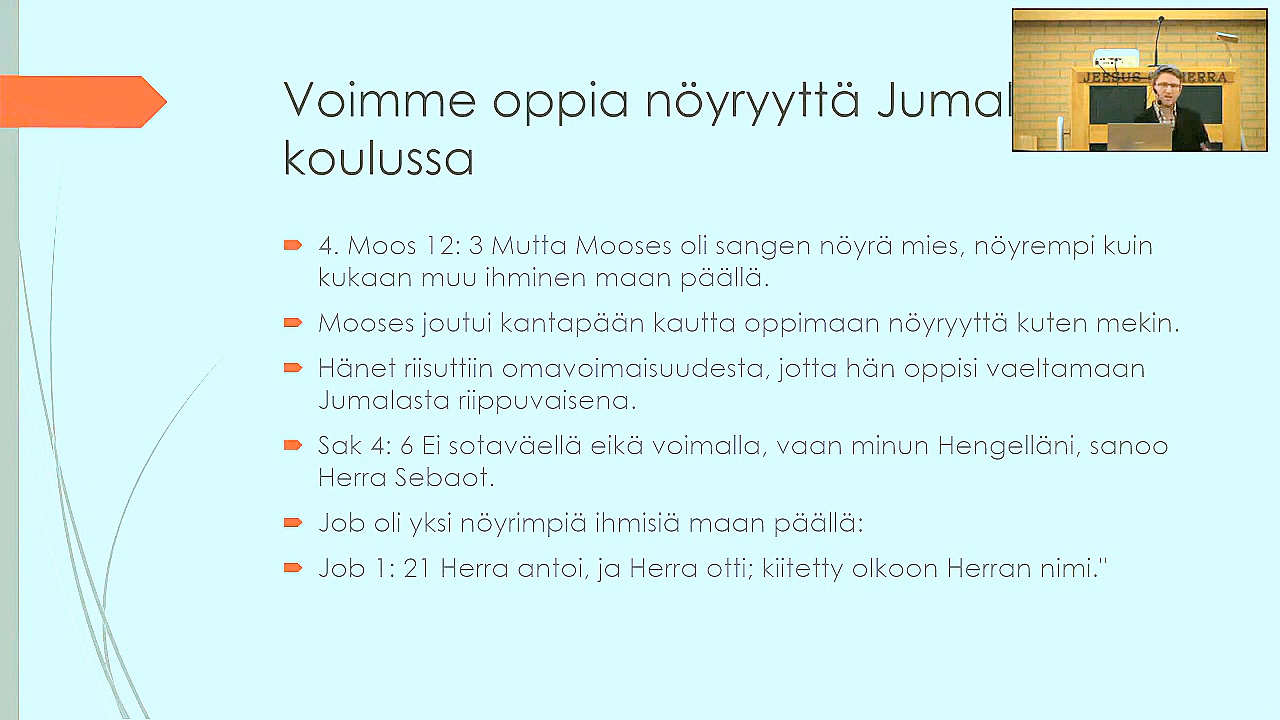 Voimme oppia nöyryyttä
koulussa
JEESUS
4. Moos 12: 3 Mutta Mooses oli sangen nöyrä mies, nöyrempi kuin
kukaan muu ihminen maan päällä.
Mooses joutui kantapään kautta oppimaan nöyryyttä kuten mekin.
Hänet riisuttiin omavoimaisuudesta, jotta hän oppisi vaeltamaan
Jumalasta riippuvaisena.
Sak 4: 6 Ei sotaväellä eikä voimalla, vaan minun Hengelläni, sanoo
Herra Sebaot.
Job oli yksi nöyrimpiä ihmisiä maan päällä:
Job 1: 21 Herra antoi, ja Herra otti; kiitetty olkoon Herran nimi."